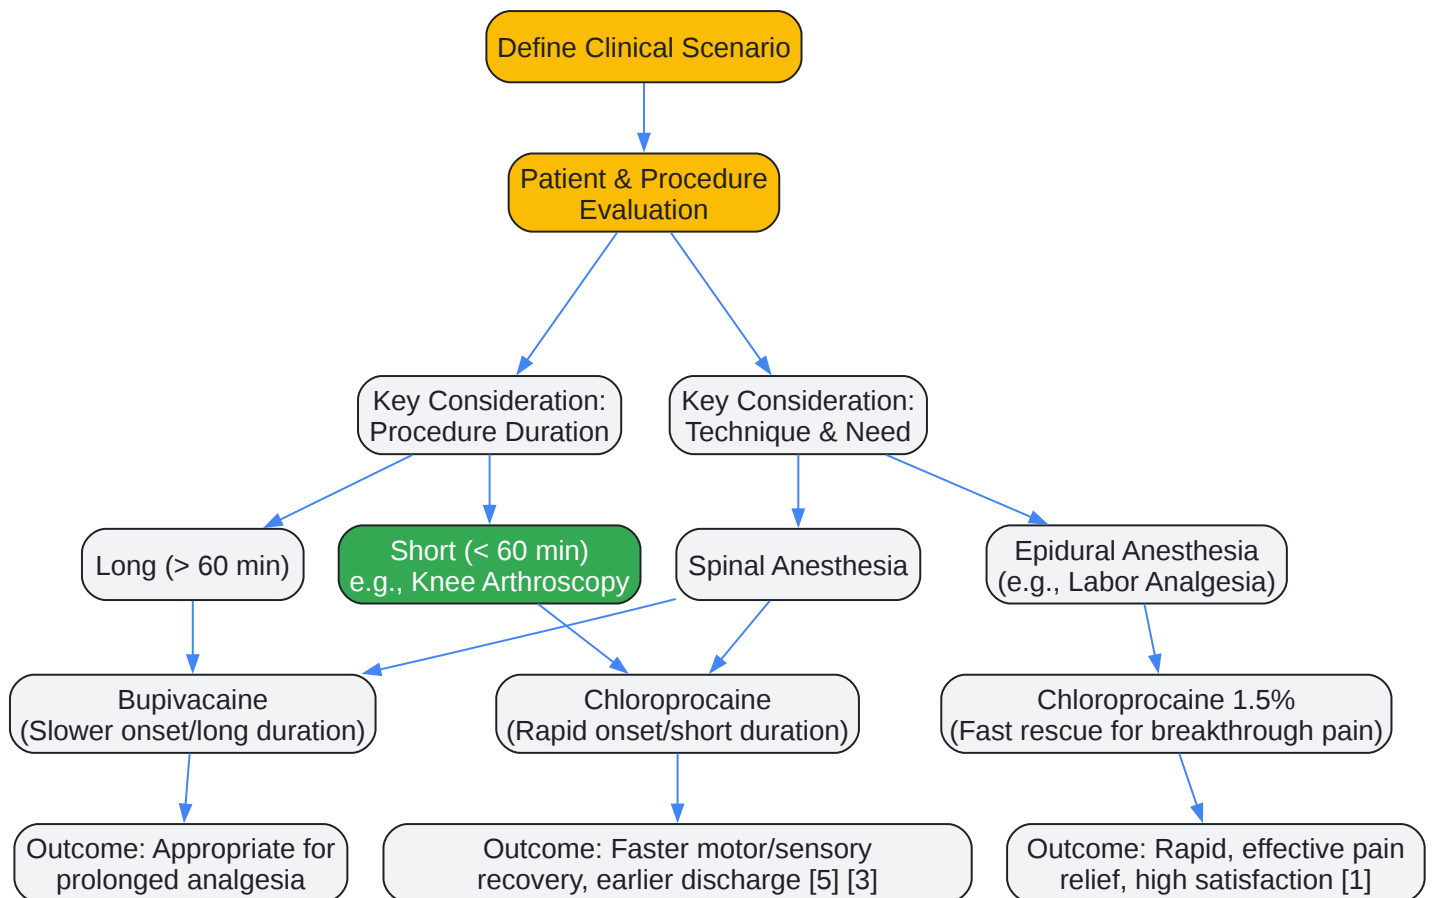 Define Clinical Scenario
Patient & Procedure
Evaluation
Key Consideration:
Procedure Duration
Key Consideration:
Technique & Need
Long (> 60 min)
Short (< 60 min)
e.g., Knee Arthroscopy
Spinal Anesthesia
Epidural Anesthesia
(e.g., Labor Analgesia)
Bupivacaine
(Slower onset/long duration)
Chloroprocaine
(Rapid onset/short duration)
Chloroprocaine 1.5%
(Fast rescue for breakthrough pain)
Outcome: Appropriate for
prolonged analgesia
Outcome: Faster motor/sensory
recovery, earlier discharge [5] [3]
Outcome: Rapid, effective pain
relief, high satisfaction [1]